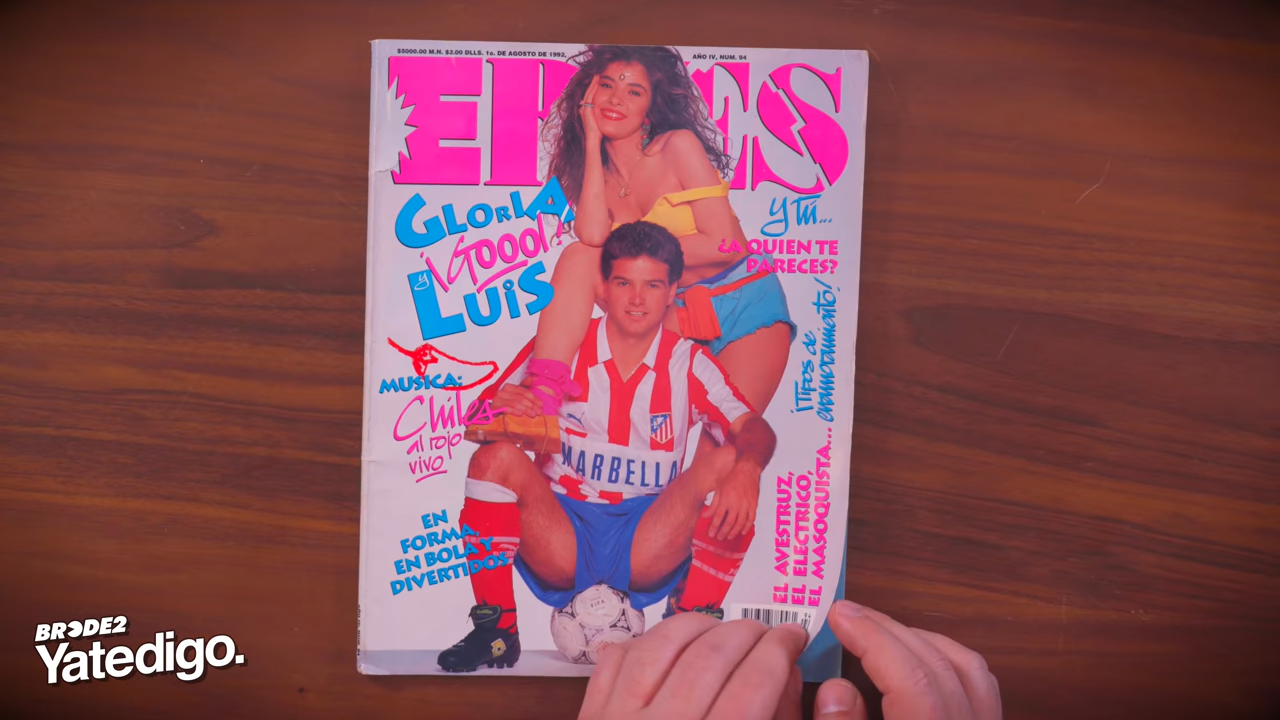 $5000.00 M.N. $3.00 DLLS. 1o. DE AGOSTO DE 1992,
AÑO IV, NUM. 94
ERES
GLORIA
¡Goool!
y
LUIS
y tú...
¿A QUIEN TE
PARECES?
¡Tipos de
enamoramiento!
EL AVESTRUZ,
EL ELECTRICO,
EL MASOQUISTA...
MUSICA:
Chiles
al rojo
vivo
MARBELLA
EN
FORMA,
EN BOLA Y
DIVERTIDOS
FIFA
BRODE2
Yatedigo.